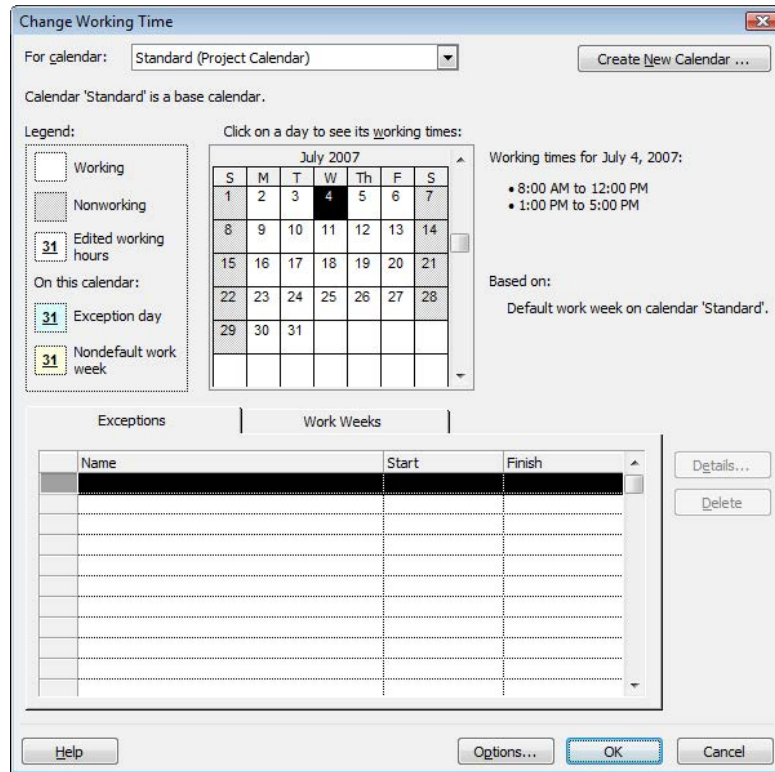 Change Working Time
For calendar: Standard (Project Calendar) Create New Calendar ...
Calendar 'Standard' is a base calendar.
Legend:
Working
Nonworking
31 Edited working
hours
On this calendar:
31 Exception day
31 Nondefault work
week
Click on a day to see its working times:
July 2007
S M T W Th F S
1 2 3 4 5 6 7
8 9 10 11 12 13 14
15 16 17 18 19 20 21
22 23 24 25 26 27 28
29 30 31
Working times for July 4, 2007:
• 8:00 AM to 12:00 PM
• 1:00 PM to 5:00 PM
Based on:
Default work week on calendar 'Standard'.
Exceptions Work Weeks
Name Start Finish
Details...
Delete
Help Options... OK Cancel